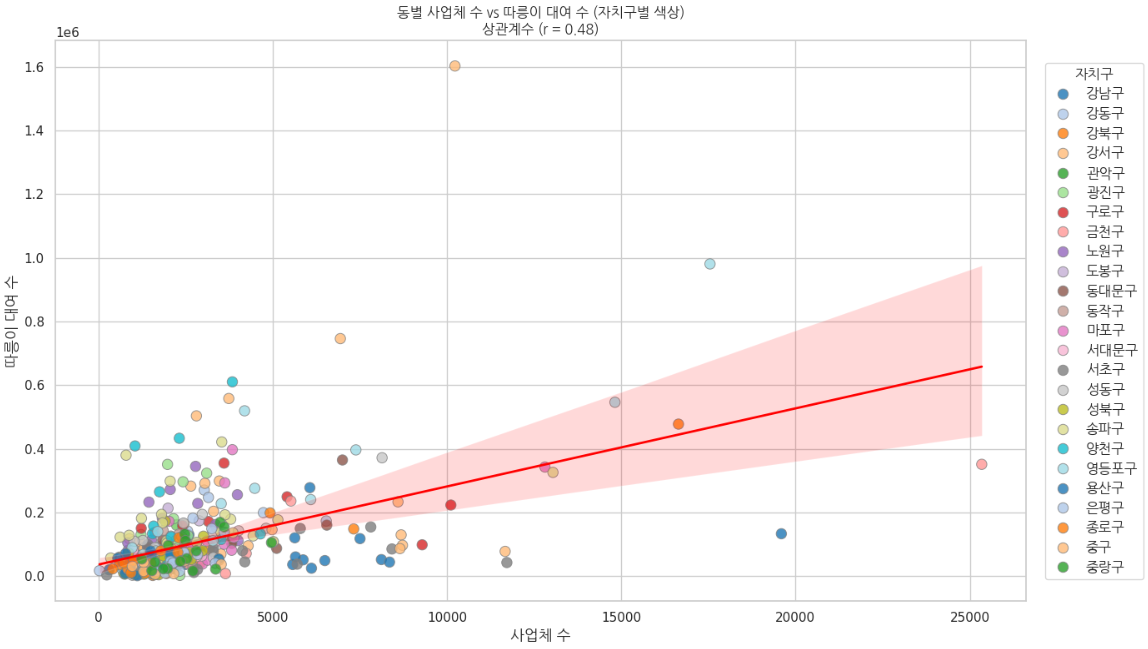 동별 사업체 수 vs 따릉이 대여 수 (자치구별 색상)
상관계수 (r = 0.48)
1e6
1.6
1.4
1.2
1.0
0.8
0.6
0.4
0.2
0.0
따릉이 대여 수
0
5000
10000
15000
20000
25000
사업체 수
자치구
강남구
강동구
강북구
강서구
관악구
광진구
구로구
금천구
노원구
도봉구
동대문구
동작구
마포구
서대문구
서초구
성동구
성북구
송파구
양천구
영등포구
용산구
은평구
종로구
중구
중랑구